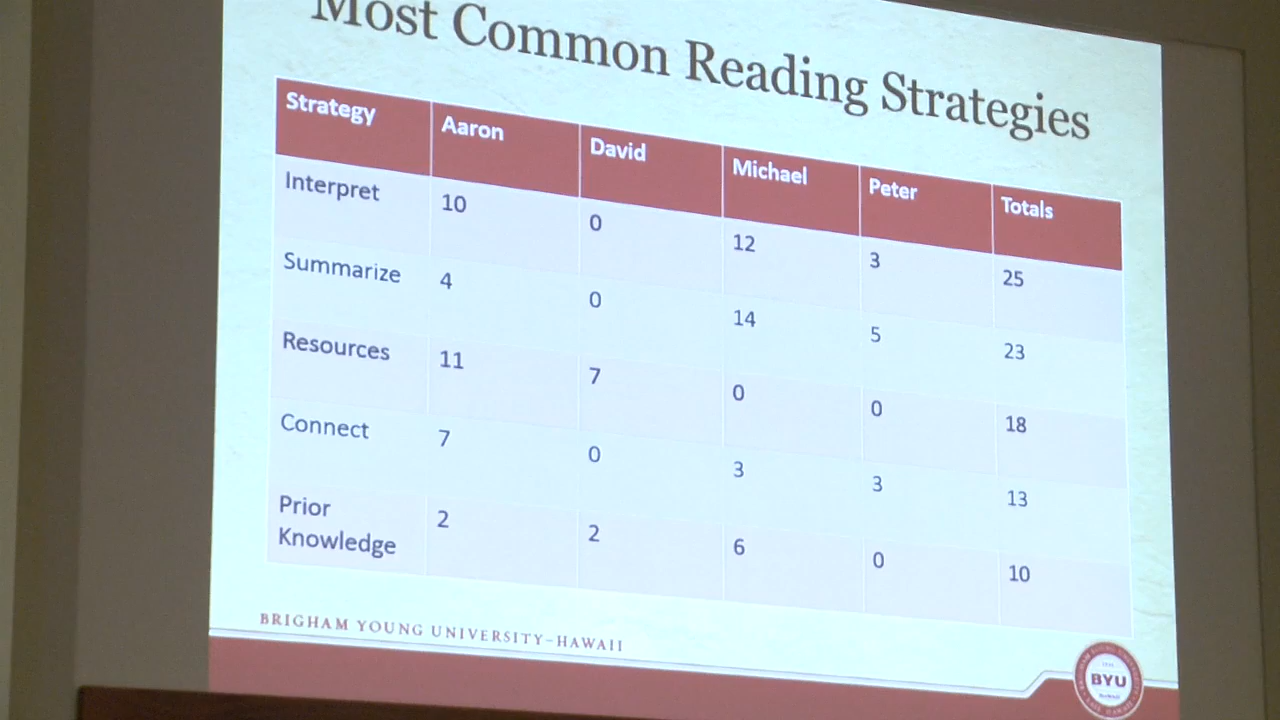 Most Common Reading Strategies
Strategy Aaron David Michael Peter Totals
Interpret 10 0 12 3 25
Summarize 4 0 14 5 23
Resources 11 7 0 0 18
Connect 7 0 3 3 13
Prior
Knowledge 2 2 6 0 10
BRIGHAM YOUNG UNIVERSITY–HAWAII
BYU